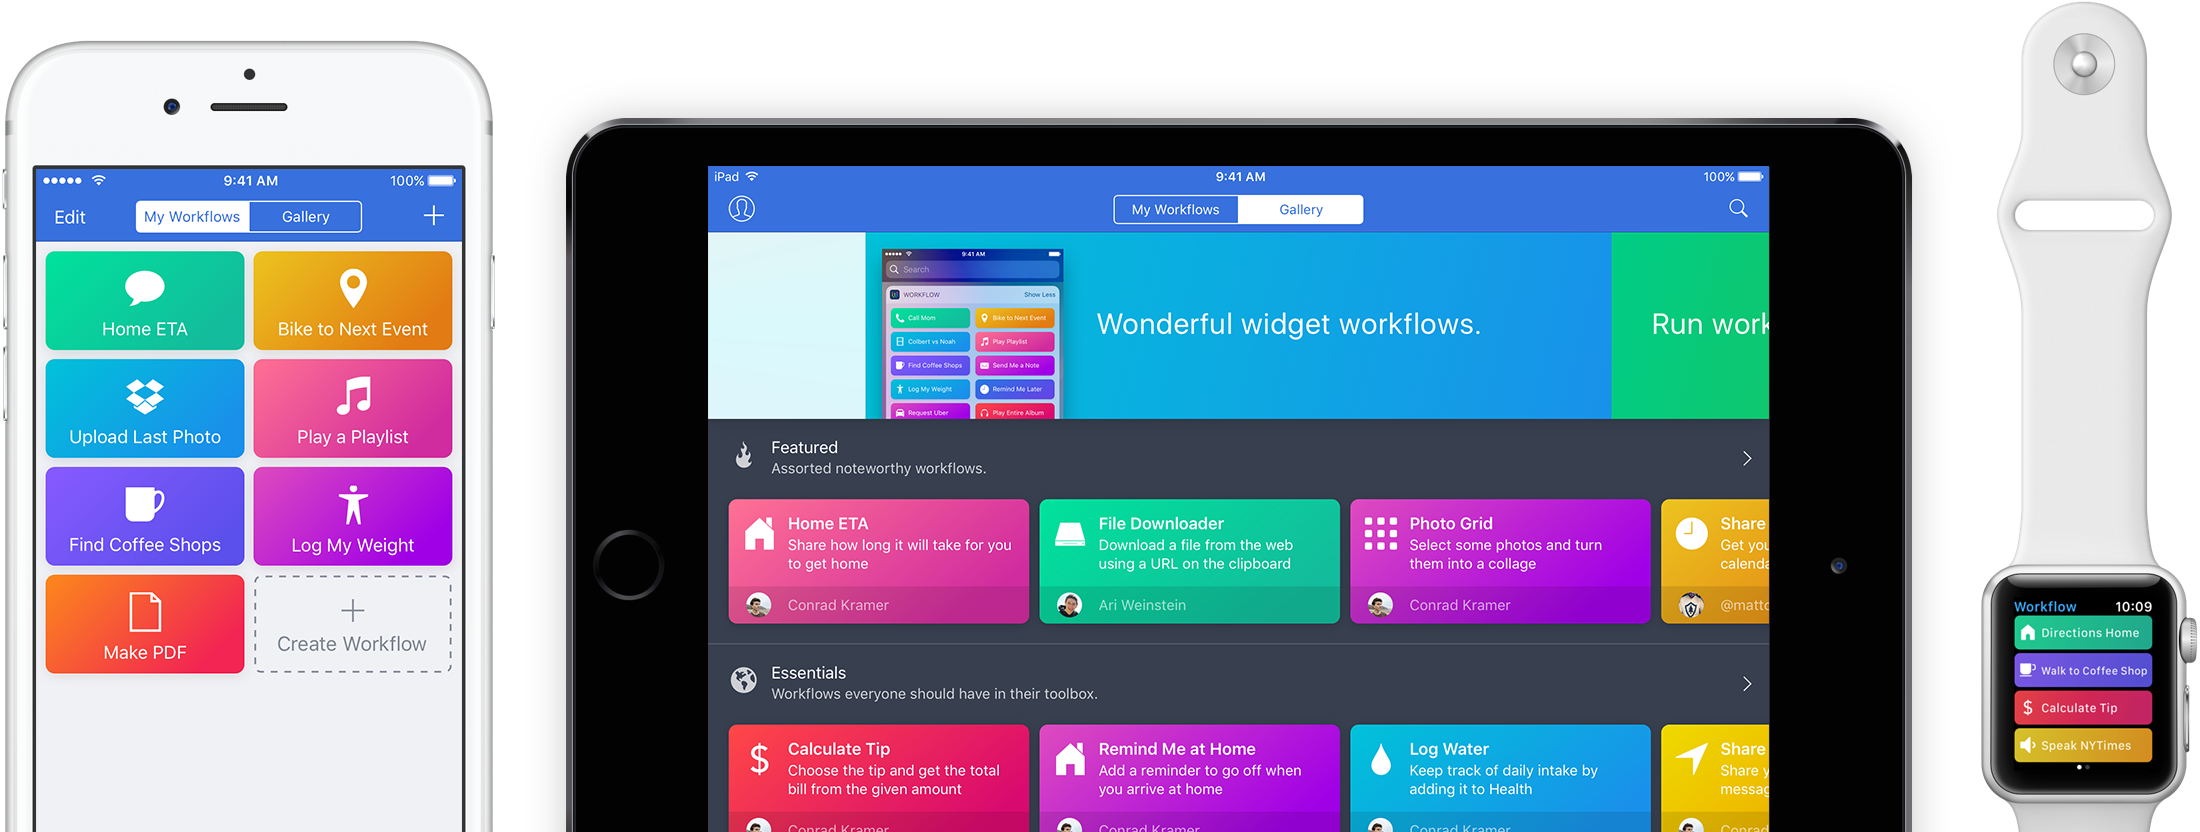 9:41 AM
100%
Edit
My Workflows
Gallery
Home ETA
Bike to Next Event
Upload Last Photo
Play a Playlist
Find Coffee Shops
Log My Weight
Make PDF
Create Workflow
iPad
9:41 AM
100%
My Workflows
Gallery
9:41 AM
Search
WORKFLOW
Show Less
Call Mom
Bike to Next Event
Colbert vs Noah
Play Playlist
Find Coffee Shops
Send Me a Note
Log My Weight
Remind Me Later
Request Uber
Play Entire Album
Wonderful widget workflows.
Run work
Featured
Assorted noteworthy workflows.
Home ETA
Share how long it will take for you
to get home
Conrad Kramer
File Downloader
Download a file from the web
using a URL on the clipboard
Ari Weinstein
Photo Grid
Select some photos and turn
them into a collage
Conrad Kramer
Share
Get you
calenda
@matt
Essentials
Workflows everyone should have in their toolbox.
Calculate Tip
Choose the tip and get the total
bill from the given amount
Conrad Kramer
Remind Me at Home
Add a reminder to go off when
you arrive at home
Conrad Kramer
Log Water
Keep track of daily intake by
adding it to Health
Conrad Kramer
Share
Share y
messag
Conrad
Workflow
10:09
Directions Home
Walk to Coffee Shop
Calculate Tip
Speak NYTimes